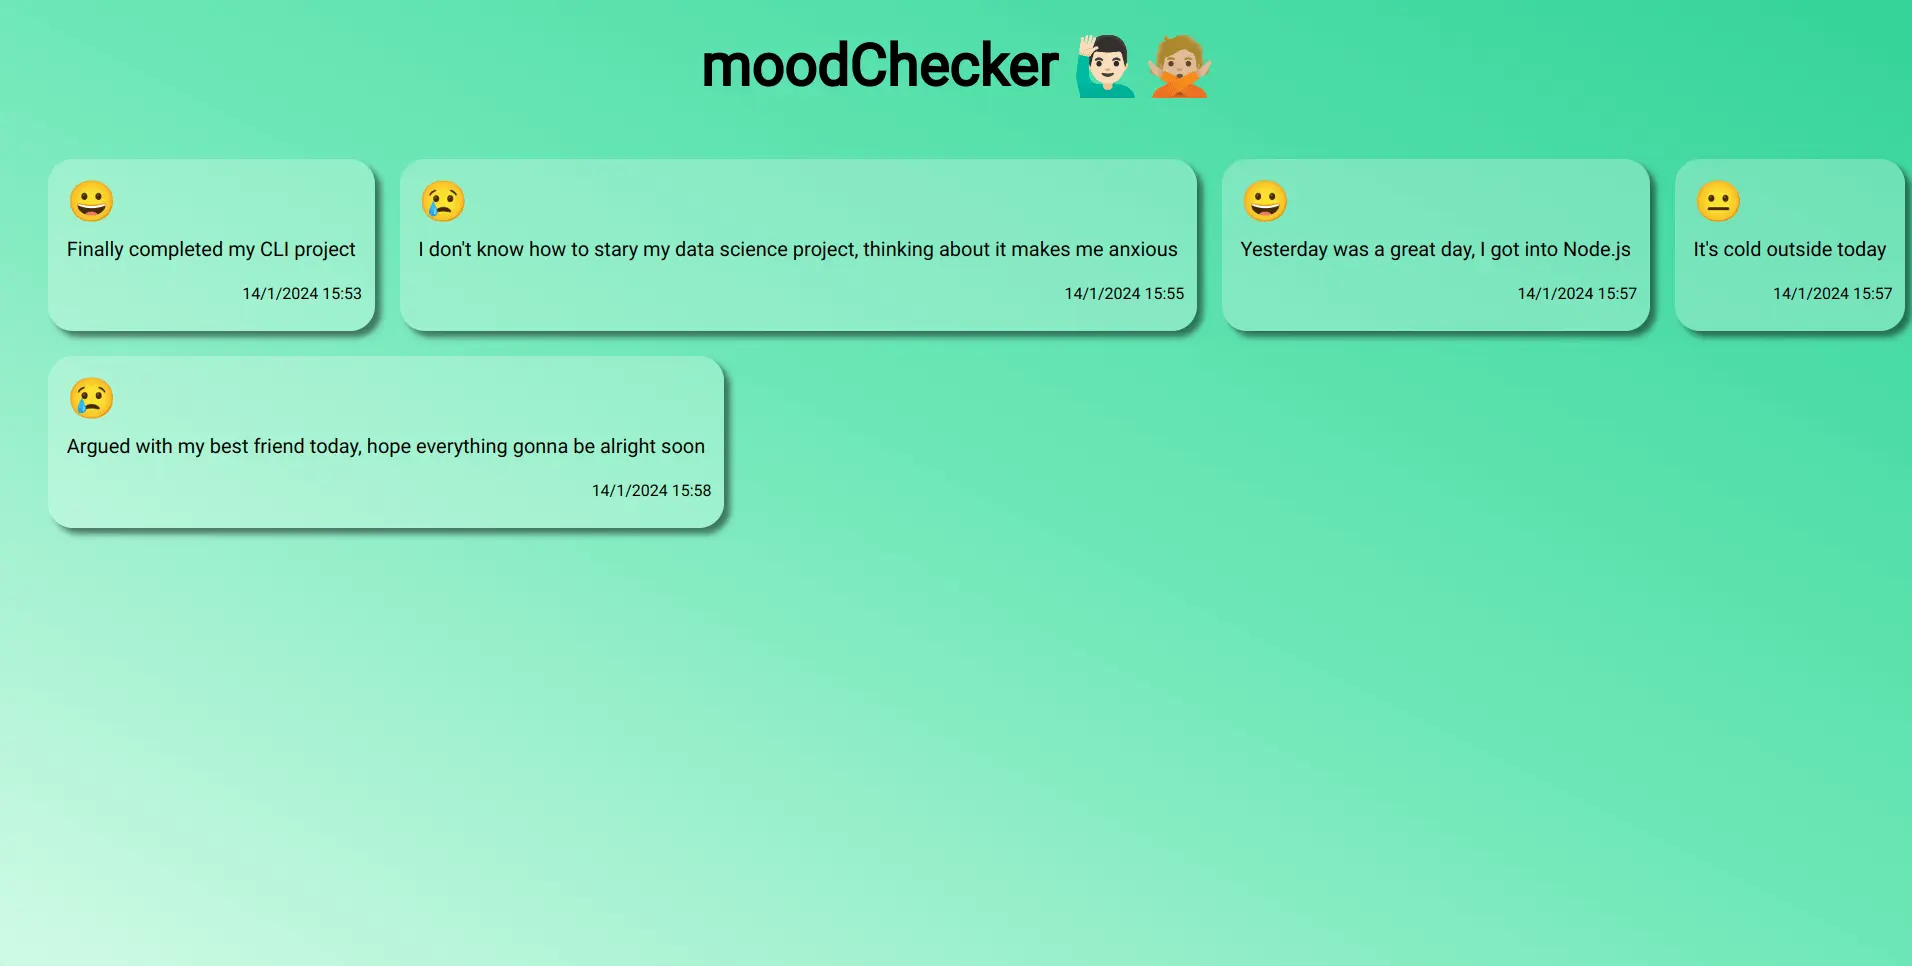 moodChecker 🙋🏻‍♂️ 🙅🏼
😀
Finally completed my CLI project
14/1/2024 15:53
😢
I don't know how to stary my data science project, thinking about it makes me anxious
14/1/2024 15:55
😀
Yesterday was a great day, I got into Node.js
14/1/2024 15:57
😐
It's cold outside today
14/1/2024 15:57
😢
Argued with my best friend today, hope everything gonna be alright soon
14/1/2024 15:58